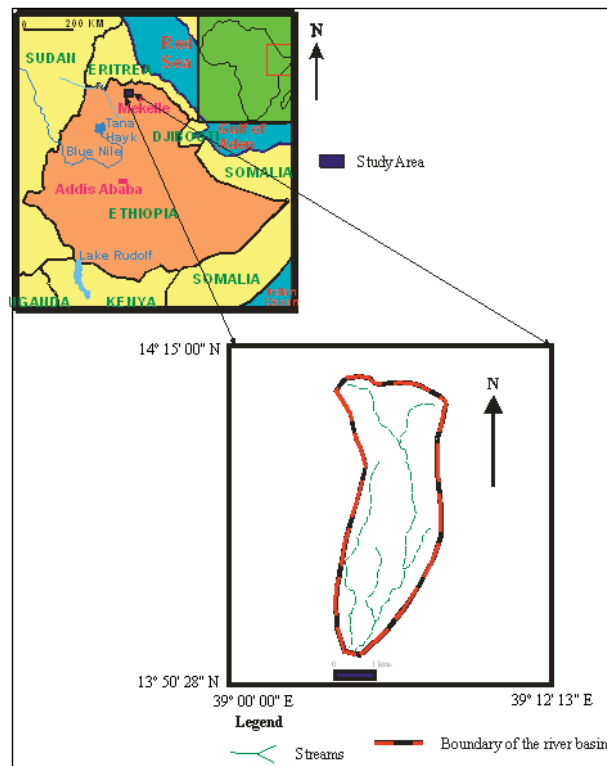 0 200 KM
N
SUDAN
Red
Sea
ERITREA
Mekelle
Tana
Hayk
DJIBOUTI
Gulf of
Aden
Blue Nile
Study Area
SOMALIA
Addis Ababa
ETHIOPIA
Lake Rudolf
SOMALIA
UGANDA
KENYA
14 15' 00" N
N
0 1 kms
13 50' 28" N
39 00' 00" E
39 12' 13" E
Legend
Streams
Boundary of the river basin